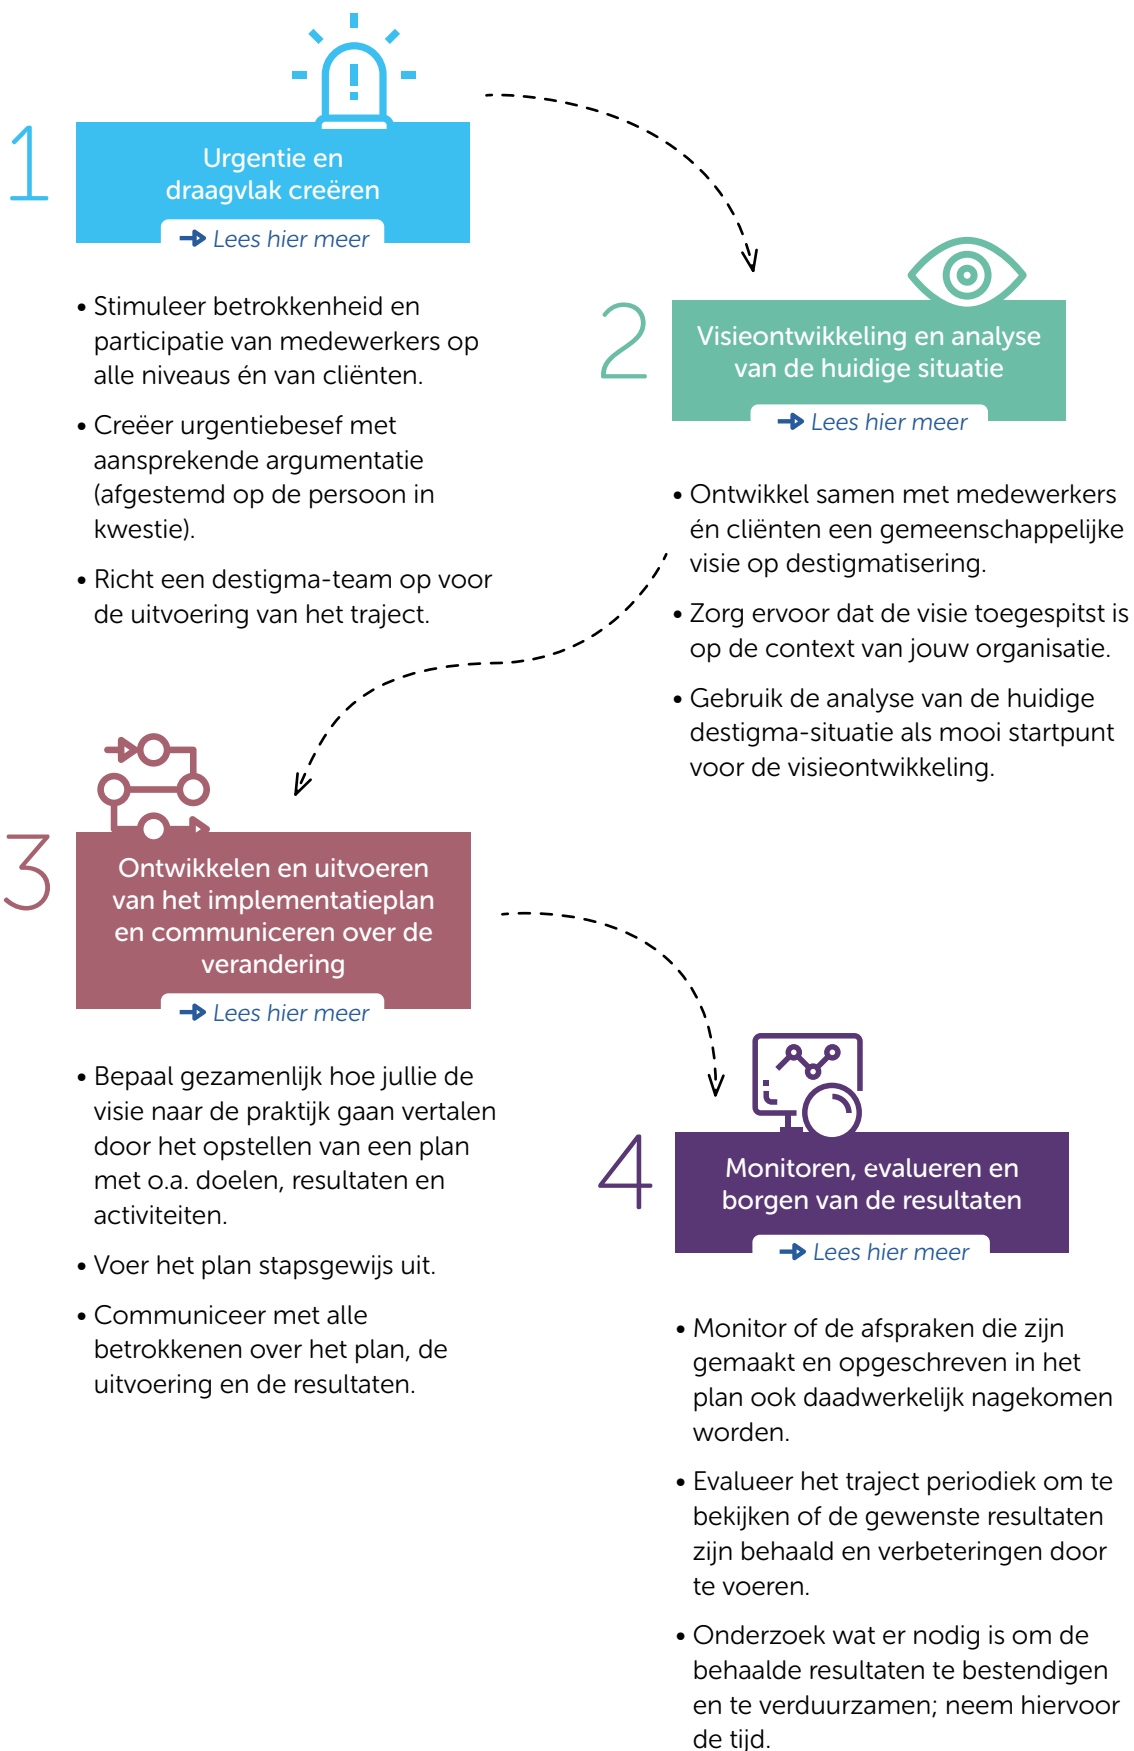 1
Urgentie en
draagvlak creëren
Lees hier meer
• Stimuleer betrokkenheid en
participatie van medewerkers op
alle niveaus én van cliënten.
• Creëer urgentiebesef met
aansprekende argumentatie
(afgestemd op de persoon in
kwestie).
• Richt een destigma-team op voor
de uitvoering van het traject.
2
Visieontwikkeling en analyse
van de huidige situatie
Lees hier meer
• Ontwikkel samen met medewerkers
én cliënten een gemeenschappelijke
visie op destigmatisering.
• Zorg ervoor dat de visie toegespitst is
op de context van jouw organisatie.
• Gebruik de analyse van de huidige
destigma-situatie als mooi startpunt
voor de visieontwikkeling.
3
Ontwikkelen en uitvoeren
van het implementatieplan
en communiceren over de
verandering
Lees hier meer
• Bepaal gezamenlijk hoe jullie de
visie naar de praktijk gaan vertalen
door het opstellen van een plan
met o.a. doelen, resultaten en
activiteiten.
• Voer het plan stapsgewijs uit.
• Communiceer met alle
betrokkenen over het plan, de
uitvoering en de resultaten.
4
Monitoren, evalueren en
borgen van de resultaten
Lees hier meer
• Monitor of de afspraken die zijn
gemaakt en opgeschreven in het
plan ook daadwerkelijk nagekomen
worden.
• Evalueer het traject periodiek om te
bekijken of de gewenste resultaten
zijn behaald en verbeteringen door
te voeren.
• Onderzoek wat er nodig is om de
behaalde resultaten te bestendigen
en te verduurzamen; neem hiervoor
de tijd.